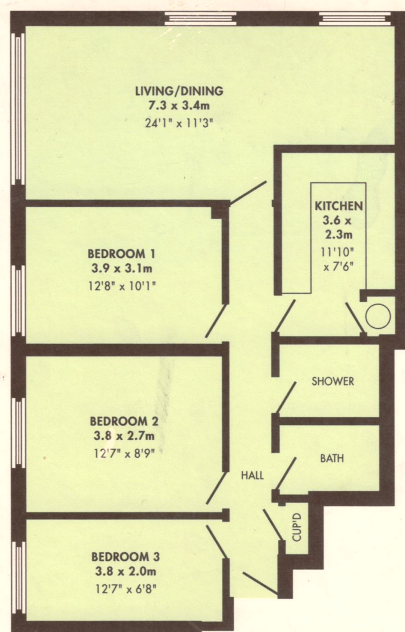 LIVING/DINING
7.3 x 3.4m
24'1" x 11'3"
KITCHEN
3.6 x
2.3m
11'10"
x 7'6"
BEDROOM 1
3.9 x 3.1m
12'8" x 10'1"
SHOWER
BEDROOM 2
3.8 x 2.7m
12'7" x 8'9"
BATH
HALL
CUP'D
BEDROOM 3
3.8 x 2.0m
12'7" x 6'8"